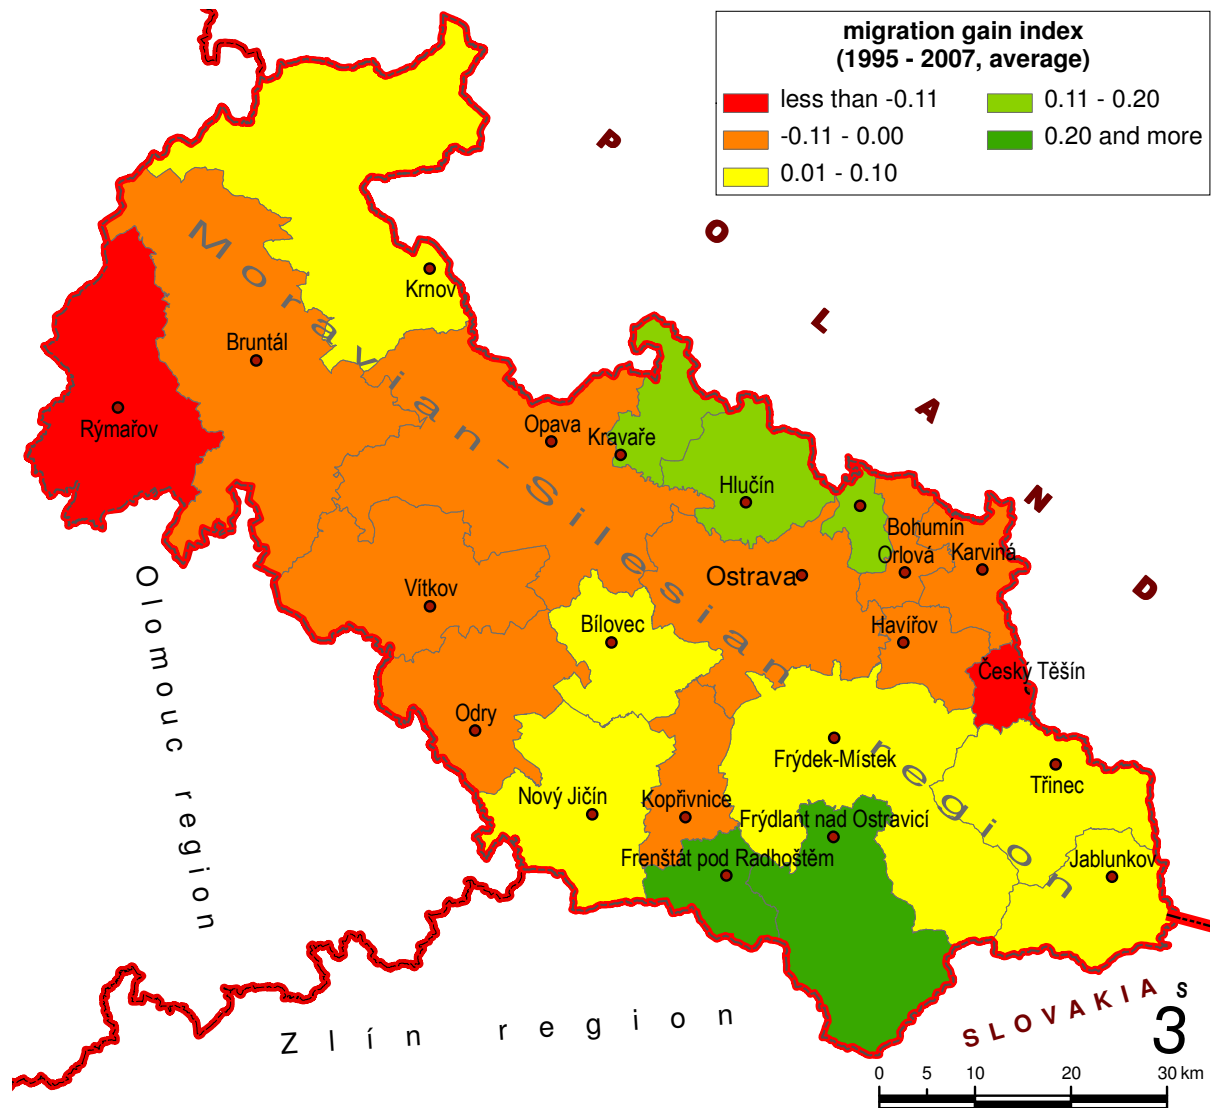 migration gain index
(1995 - 2007, average)
less than -0.11
0.11 - 0.20
-0.11 - 0.00
0.20 and more
0.01 - 0.10
P O L A N D
Moravian-Silesian region
Krnov
Bruntál
Rýmařov
Opava
Kravaře
Hlučín
Bohumín
Orlová
Karviná
Ostrava
Vítkov
Bílovec
Havířov
Český Těšín
Odry
Frýdek-Místek
Třinec
Nový Jičín
Kopřivnice
Frýdlant nad Ostravicí
Frenštát pod Radhoštěm
Jablunkov
Olomouc region
Zlín region
SLOVAKIA
S
3
0 5 10 20 30 km